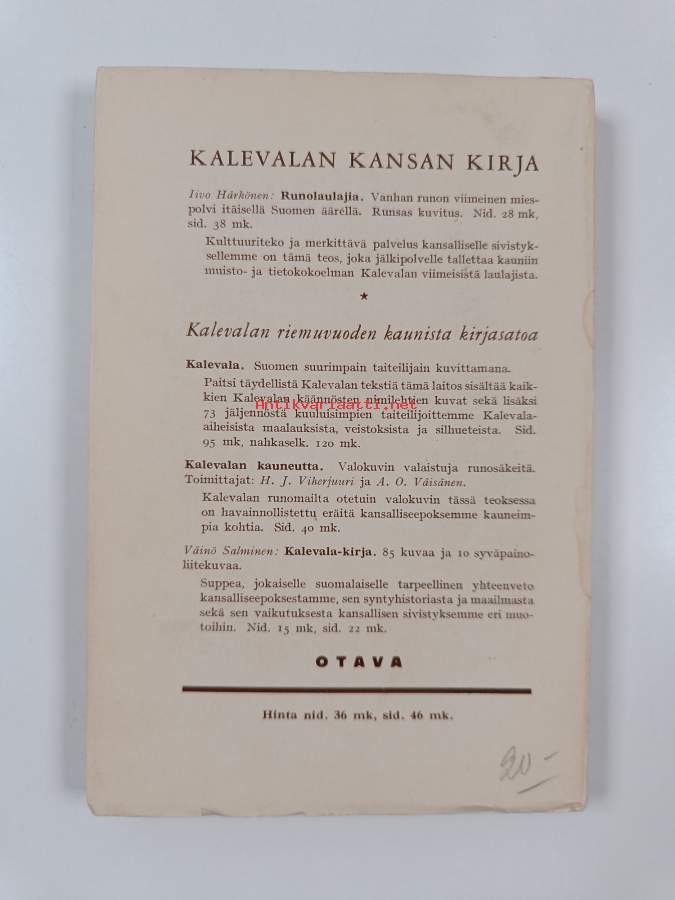 KALEVALAN KANSAN KIRJA
Iivo Härkönen: Runolaulajia. Vanhan runon viimeinen mies-
polvi itäisellä Suomen äärellä. Runsas kuvitus. Nid. 28 mk,
sid. 38 mk.
Kulttuuriteko ja merkittävä palvelus kansalliselle sivistyk-
sellemme on tämä teos, joka jälkipolvelle tallettaa kauniin
muisto- ja tietokokoelman Kalevalan viimeisistä laulajista.
★
Kalevalan riemuvuoden kaunista kirjasatoa
Kalevala. Suomen suurimpain taiteilijain kuvittamana.
Paitsi täydellistä Kalevalan tekstiä tämä laitos sisältää kaik-
kien Kalevalan käännösten nimilehtien kuvat sekä lisäksi
Antikvariaatti.net
73 jäljennöstä kuuluisimpien taiteilijoittemme Kalevala-
aiheisista maalauksista, veistoksista ja silhueteista. Sid.
95 mk, nahkaselk. 120 mk.
Kalevalan kauneutta. Valokuvin valaistuja runosäkeitä.
Toimittajat: H. J. Viherjuuri ja A. O. Väisänen.
Kalevalan runomailta otetuin valokuvin tässä teoksessa
on havainnollistettu eräitä kansalliseepoksemme kauneim-
pia kohtia. Sid. 40 mk.
Väinö Salminen: Kalevala-kirja. 85 kuvaa ja 10 syväpaino-
liitekuvaa.
Suppea, jokaiselle suomalaiselle tarpeellinen yhteenveto
kansalliseepoksestamme, sen syntyhistoriasta ja maailmasta
sekä sen vaikutuksesta kansallisen sivistyksemme eri muo-
toihin. Nid. 15 mk, sid. 22 mk.
OTAVA
Hinta nid. 36 mk, sid. 46 mk.
20-